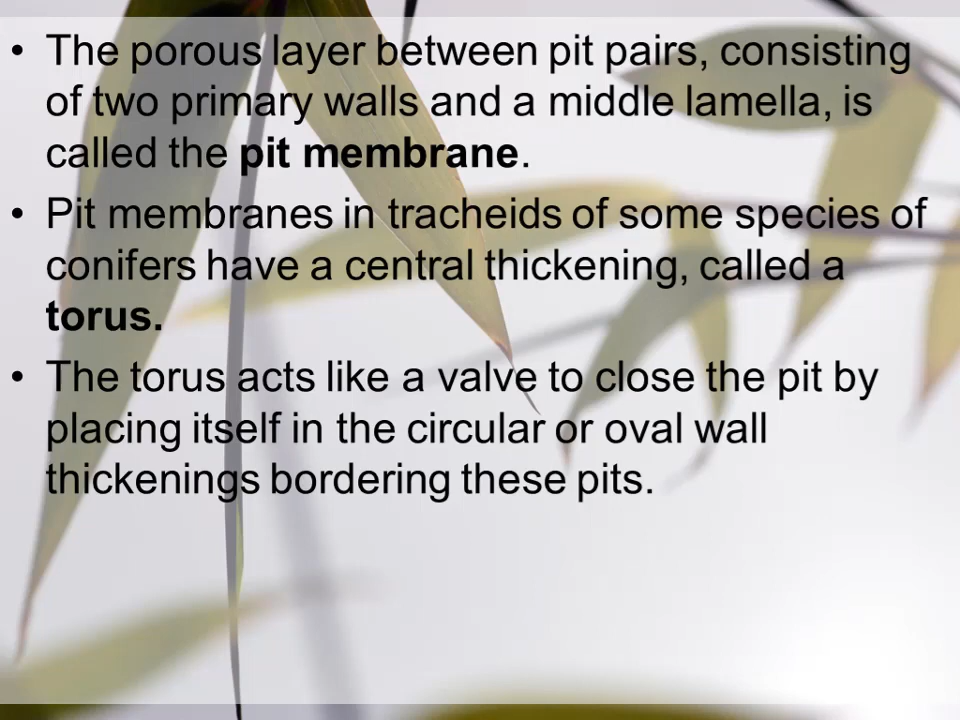 • The porous layer between pit pairs, consisting
of two primary walls and a middle lamella, is
called the pit membrane.
• Pit membranes in tracheids of some species of
conifers have a central thickening, called a
torus.
• The torus acts like a valve to close the pit by
placing itself in the circular or oval wall
thickenings bordering these pits.